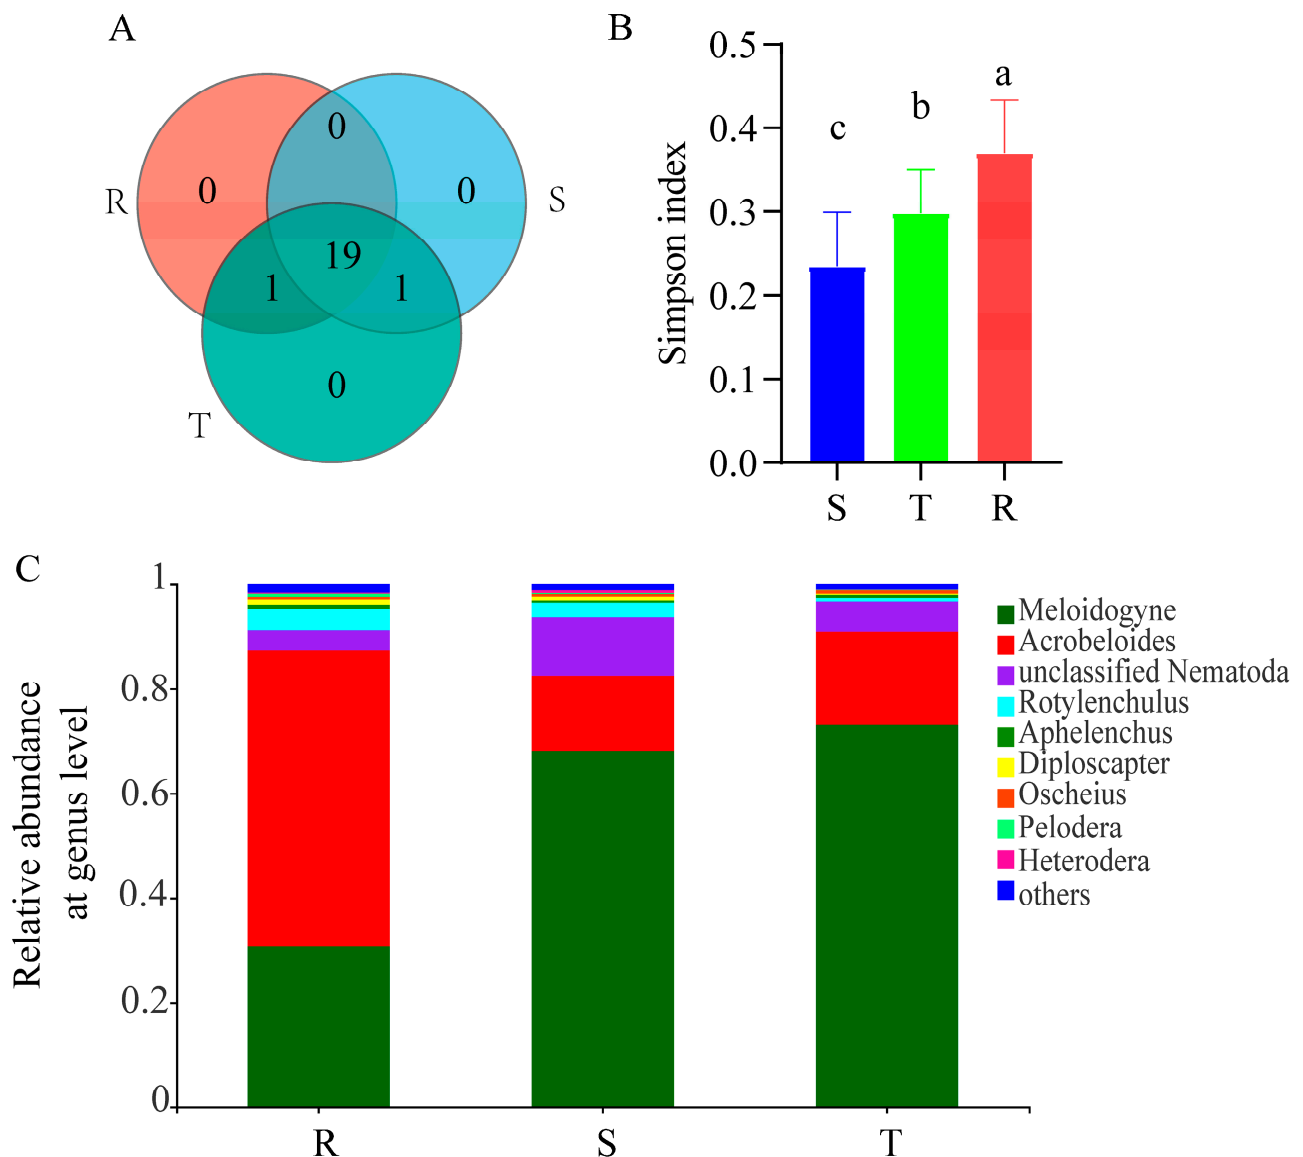 A
R
S
T
0
0
0
19
1
1
0
B
Simpson index
0.5
0.4
0.3
0.2
0.1
0.0
c
b
a
S
T
R
C
Relative abundance
at genus level
1
0.8
0.6
0.4
0.2
0
R
S
T
Meloidogyne
Acrobeloides
unclassified Nematoda
Rotylenchulus
Aphelenchus
Diploscapter
Oscheius
Pelodera
Heterodera
others